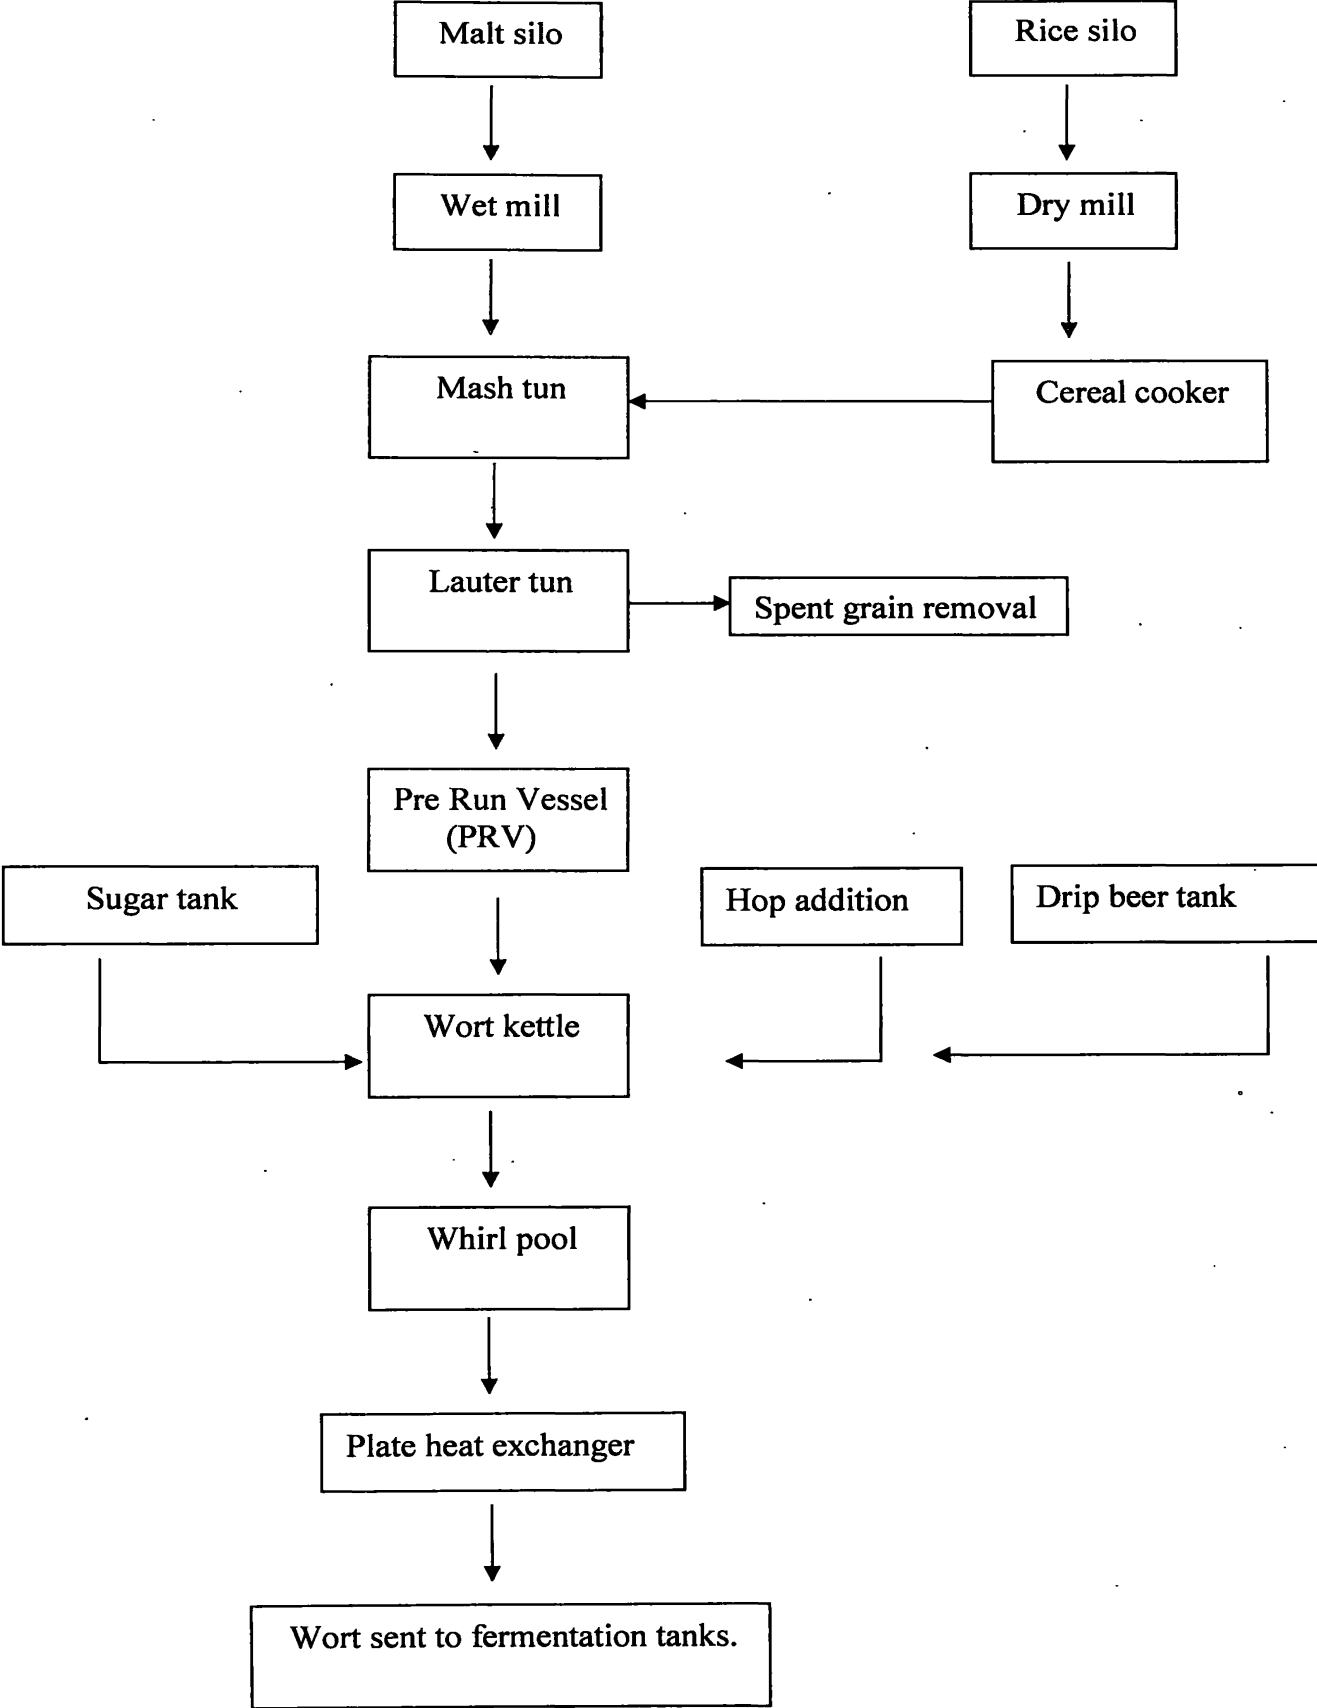 Malt silo
Rice silo
Wet mill
Dry mill
Mash tun
Cereal cooker
Lauter tun
Spent grain removal
Pre Run Vessel
(PRV)
Sugar tank
Hop addition
Drip beer tank
Wort kettle
Whirl pool
Plate heat exchanger
Wort sent to fermentation tanks.